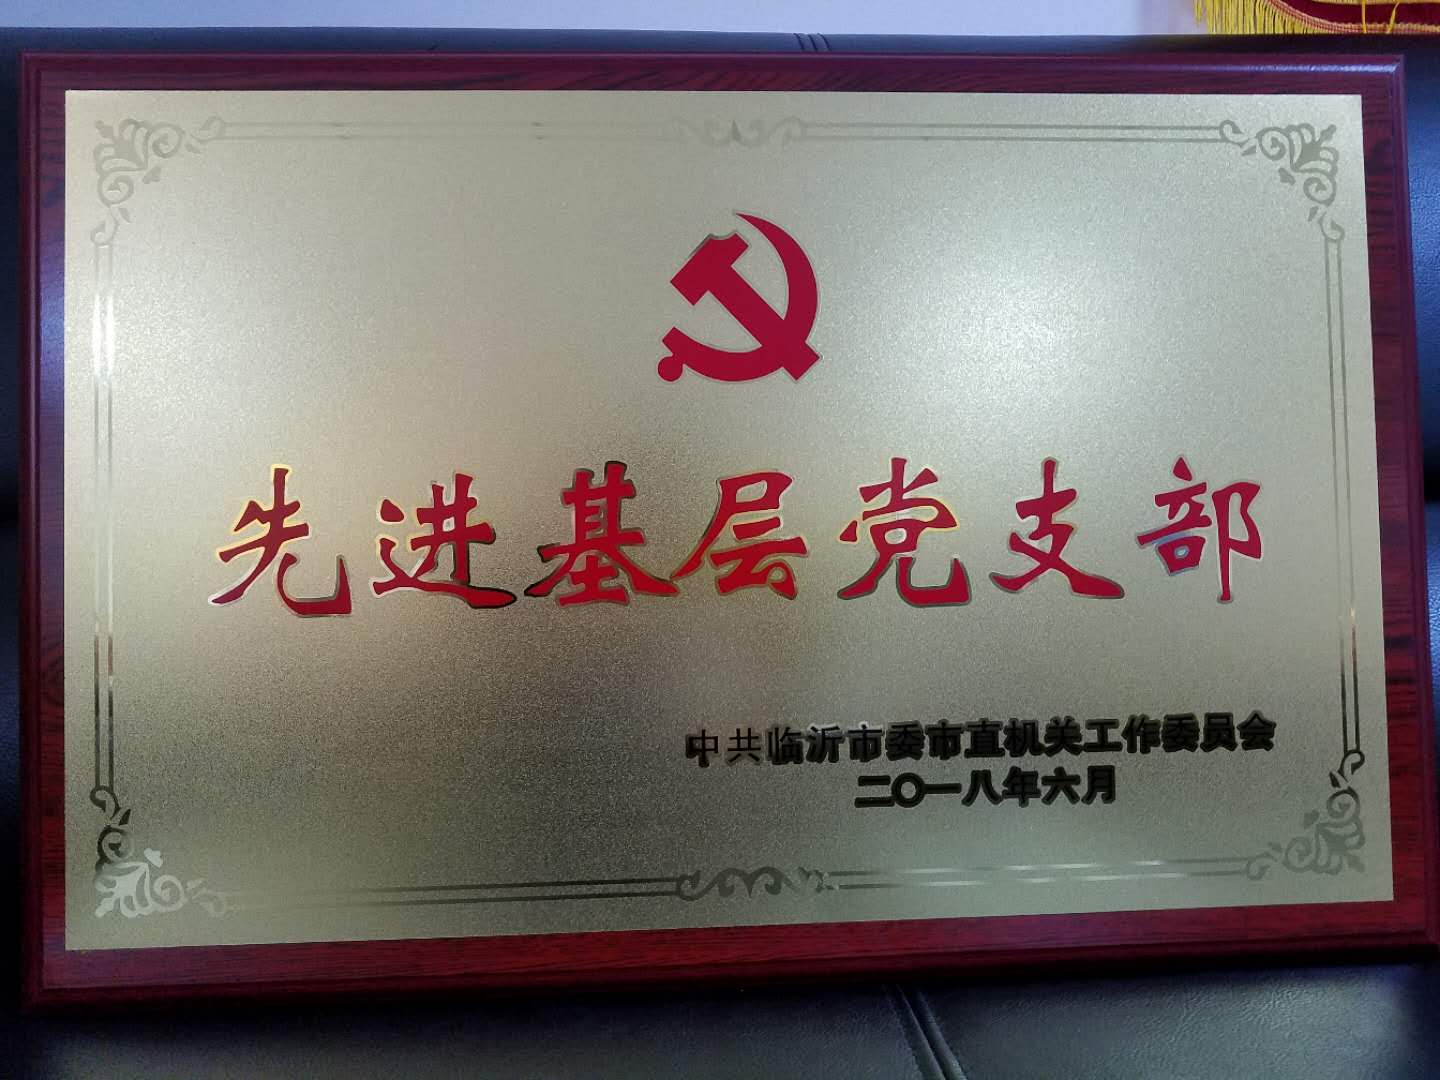 先进基层党支部
中共临沂市委市直机关工作委员会
二〇一八年六月